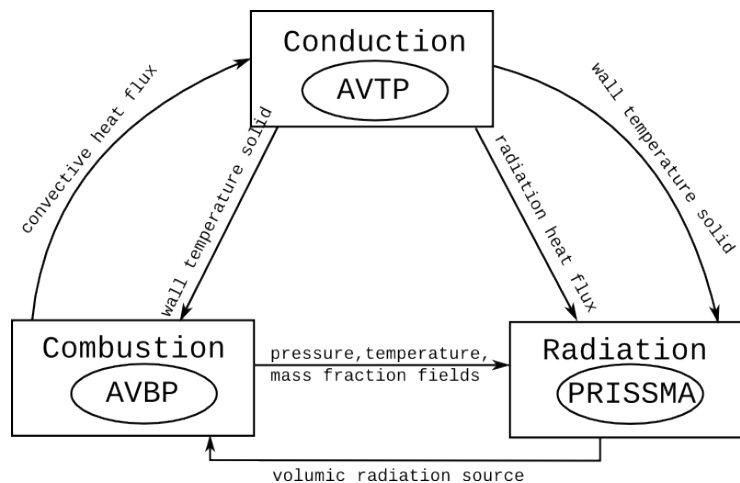 Conduction
AVTP
convective heat flux
wall temperature solid
radiation heat flux
wall temperature solid
Combustion
AVBP
pressure,temperature,
mass fraction fields
Radiation
PRISSMA
volumic radiation source